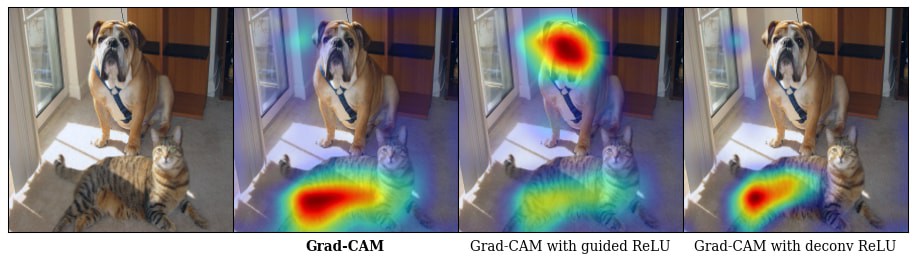 Grad-CAM
Grad-CAM with guided ReLU
Grad-CAM with deconv ReLU